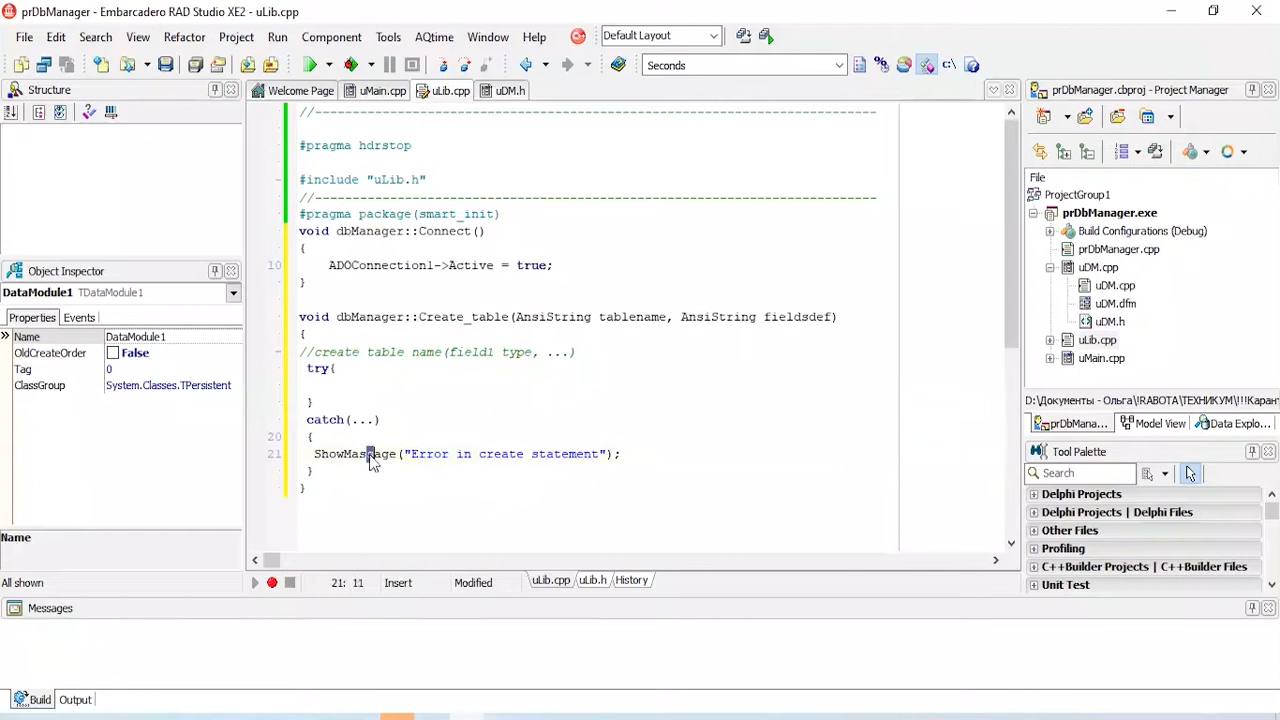 prDbManager - Embarcadero RAD Studio XE2 - uLib.cpp
File Edit Search View Refactor Project Run Component Tools AQtime Window Help Default Layout
Seconds
Structure
Welcome Page uMain.cpp uLib.cpp uDM.h
prDbManager.cbproj - Project Manager
//---------------------------------------------------------------------------
#pragma hdrstop
#include "uLib.h"
//---------------------------------------------------------------------------
#pragma package(smart_init)
void dbManager::Connect()
{
10 ADOConnection1->Active = true;
}
void dbManager::Create_table(AnsiString tablename, AnsiString fieldsdef)
{
//create table name(field1 type, ...)
try{
}
catch(...)
20 {
21 ShowMassage("Error in create statement");
}
}
Object Inspector
DataModule1 TDataModule1
Properties Events
Name DataModule1
OldCreateOrder False
Tag 0
ClassGroup System.Classes.TPersistent
Name
All shown
21: 11 Insert Modified uLib.cpp uLib.h History
File
ProjectGroup1
prDbManager.exe
Build Configurations (Debug)
prDbManager.cpp
uDM.cpp
uDM.cpp
uDM.dfm
uDM.h
uLib.cpp
uMain.cpp
D:\Документы - Ольга\!RABOTA\ТЕХНИКУМ\!!!Каран
prDbMana... Model View Data Explo...
Tool Palette
Search
Delphi Projects
Delphi Projects | Delphi Files
Other Files
Profiling
C++Builder Projects | C++Builder Files
Unit Test
Messages
Build Output